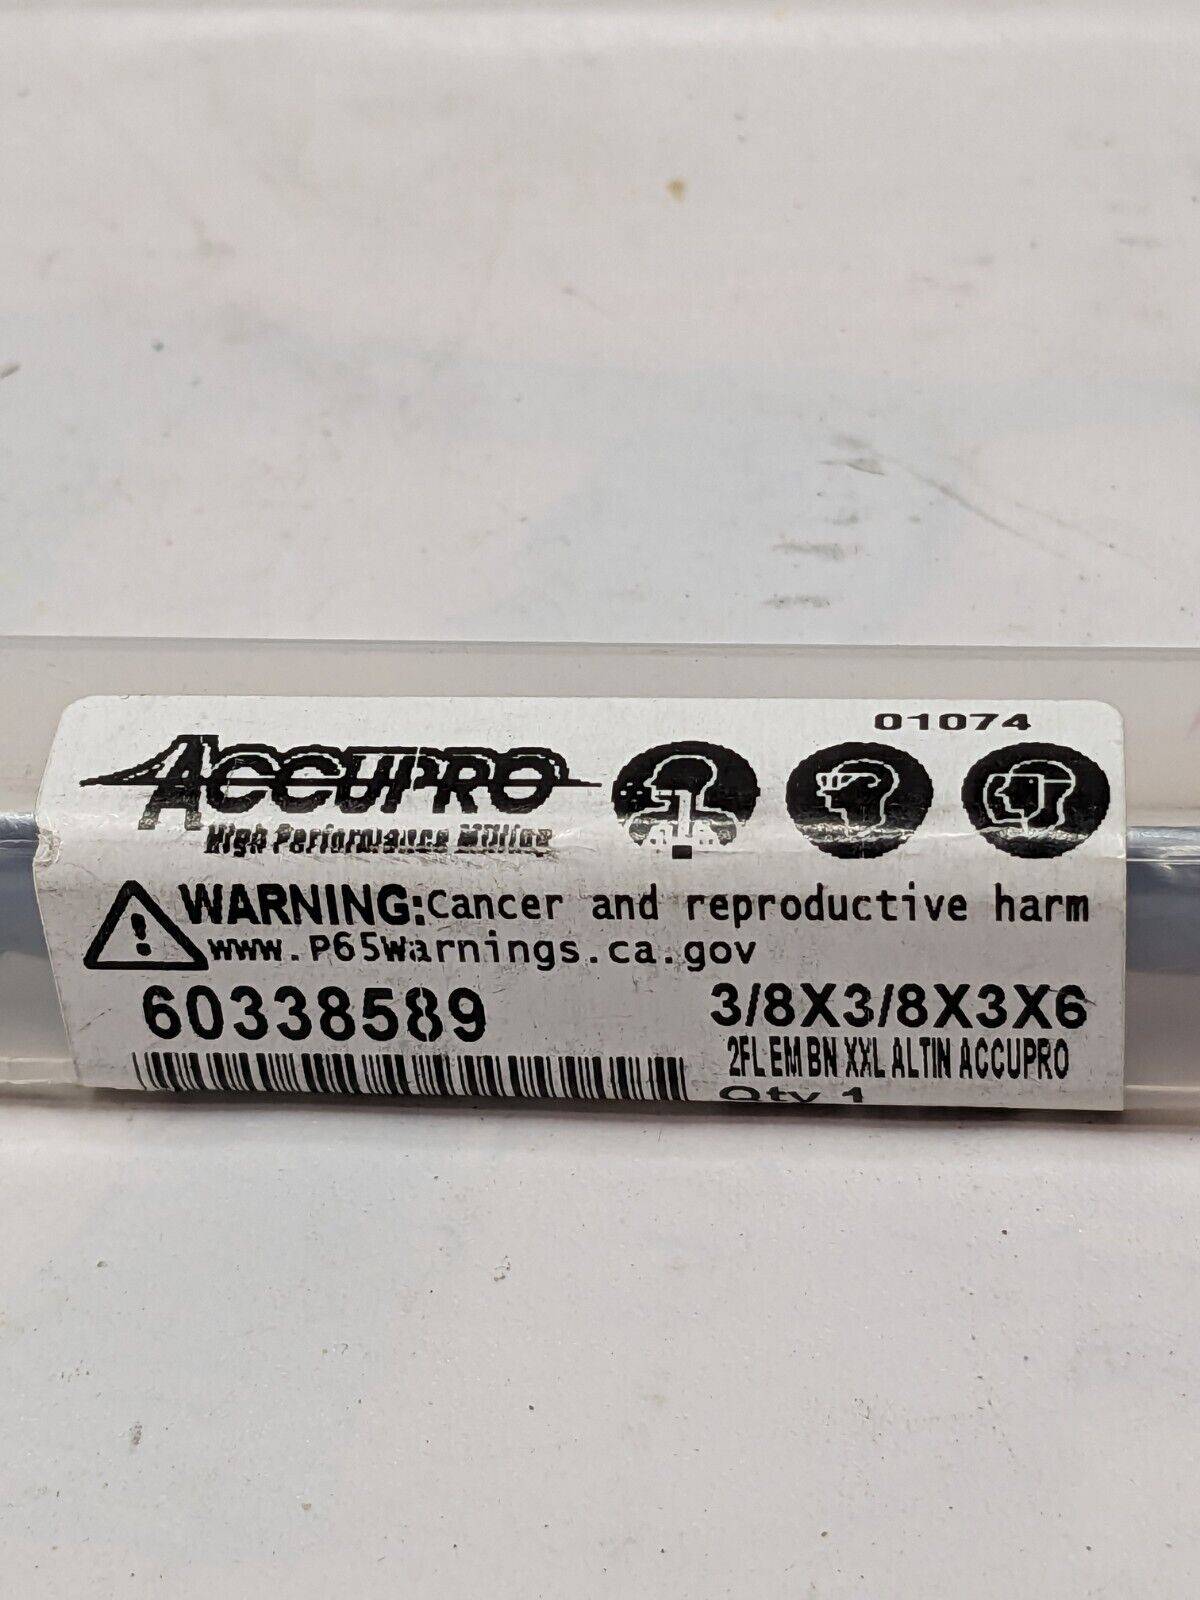 01074
ACCUPRO
High Performance Milling
WARNING: Cancer and reproductive harm
www.P65Warnings.ca.gov
60338589
3/8X3/8X3X6
2FL EM BN XXL ALTIN ACCUPRO
Qty 1